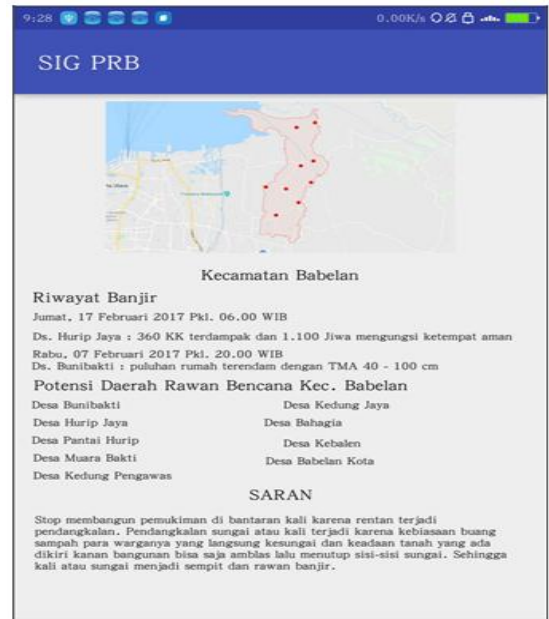 9:28
0.00K/s
SIG PRB
Kecamatan Babelan
Riwayat Banjir
Jumat, 17 Februari 2017 Pkl. 06.00 WIB
Ds. Hurip Jaya : 360 KK terdampak dan 1.100 Jiwa mengungsi ketempat aman
Rabu, 07 Februari 2017 Pkl. 20.00 WIB
Ds. Bunibakti : puluhan rumah terendam dengan TMA 40 - 100 cm
Potensi Daerah Rawan Bencana Kec. Babelan
Desa Bunibakti Desa Kedung Jaya
Desa Hurip Jaya Desa Bahagia
Desa Pantai Hurip Desa Kebalen
Desa Muara Bakti Desa Babelan Kota
Desa Kedung Pengawas
SARAN
Stop membangun pemukiman di bantaran kali karena rentan terjadi
pendangkalan. Pendangkalan sungai atau kali terjadi karena kebiasaan buang
sampah para warganya yang langsung kesungai dan keadaan tanah yang ada
dikiri kanan bangunan bisa saja amblas lalu menutup sisi-sisi sungai. Sehingga
kali atau sungai menjadi sempit dan rawan banjir.